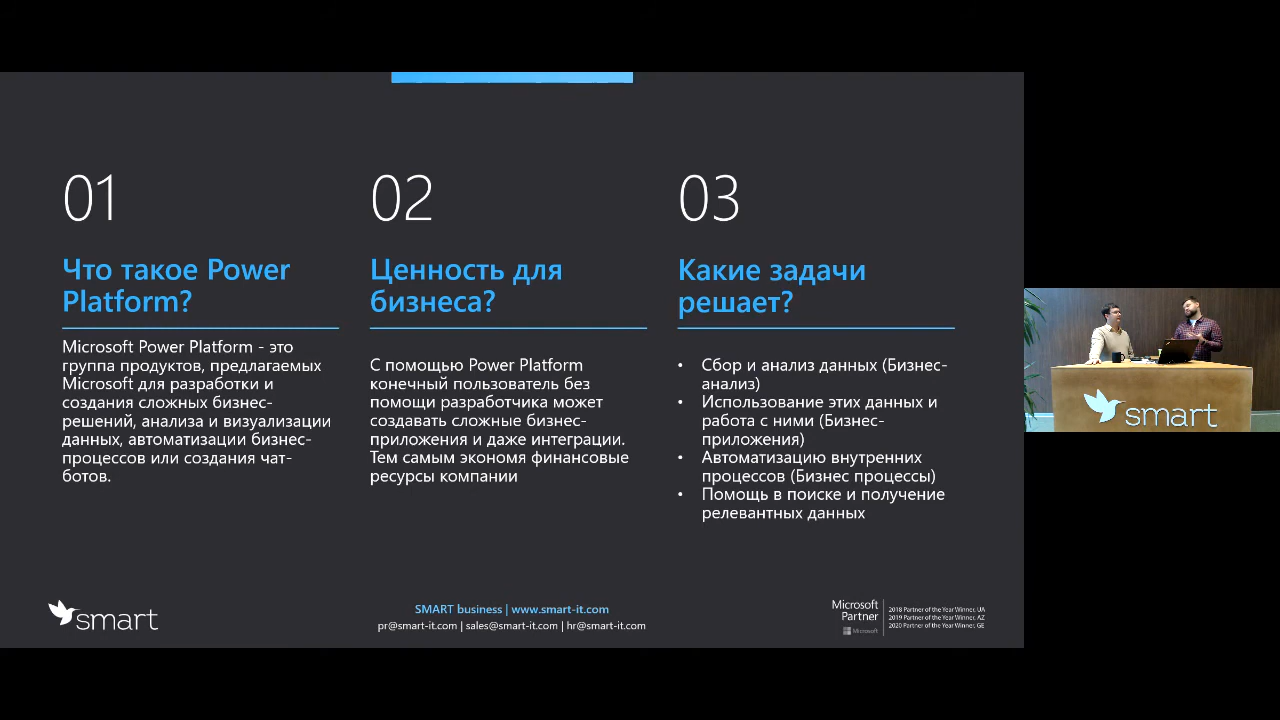 01
Что такое Power
Platform?
Microsoft Power Platform - это
группа продуктов, предлагаемых
Microsoft для разработки и
создания сложных бизнес-
решений, анализа и визуализации
данных, автоматизации бизнес-
процессов или создания чат-
ботов.
02
Ценность для
бизнеса?
С помощью Power Platform
конечный пользователь без
помощи разработчика может
создавать сложные бизнес-
приложения и даже интеграции.
Тем самым экономя финансовые
ресурсы компании
03
Какие задачи
решает?
• Сбор и анализ данных (Бизнес-
анализ)
• Использование этих данных и
работа с ними (Бизнес-
приложения)
• Автоматизацию внутренних
процессов (Бизнес процессы)
• Помощь в поиске и получение
релевантных данных
smart
SMART business | www.smart-it.com
pr@smart-it.com | sales@smart-it.com | hr@smart-it.com
Microsoft
Partner
Microsoft
2018 Partner of the Year Winner, UA
2019 Partner of the Year Winner, AZ
2020 Partner of the Year Winner, GE
smart